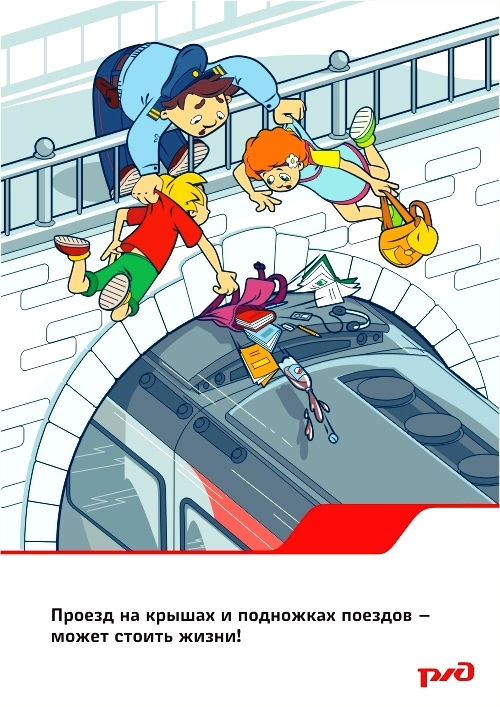 Проезд на крышах и подножках поездов –
может стоить жизни!
ржд